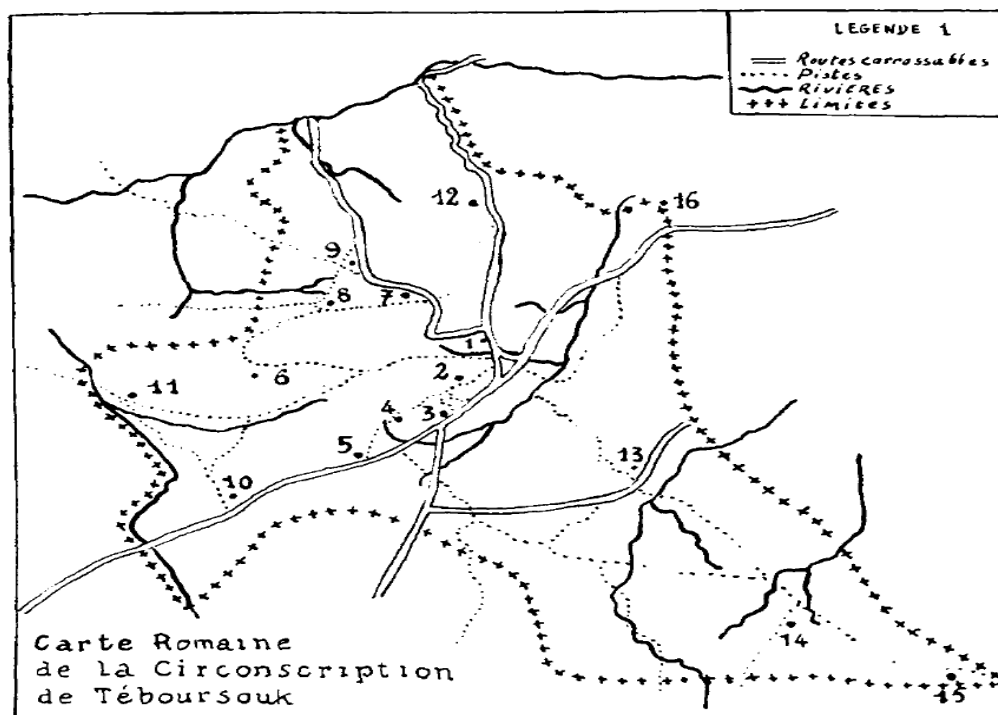 LEGENDE 1
Routes carrossables
Pistes
RIVIÈRES
Limites
16
12
9
8
7
1
6
2
11
4
3
5
13
10
14
15
Carte Romaine
de la Circonscription
de Téboursouk